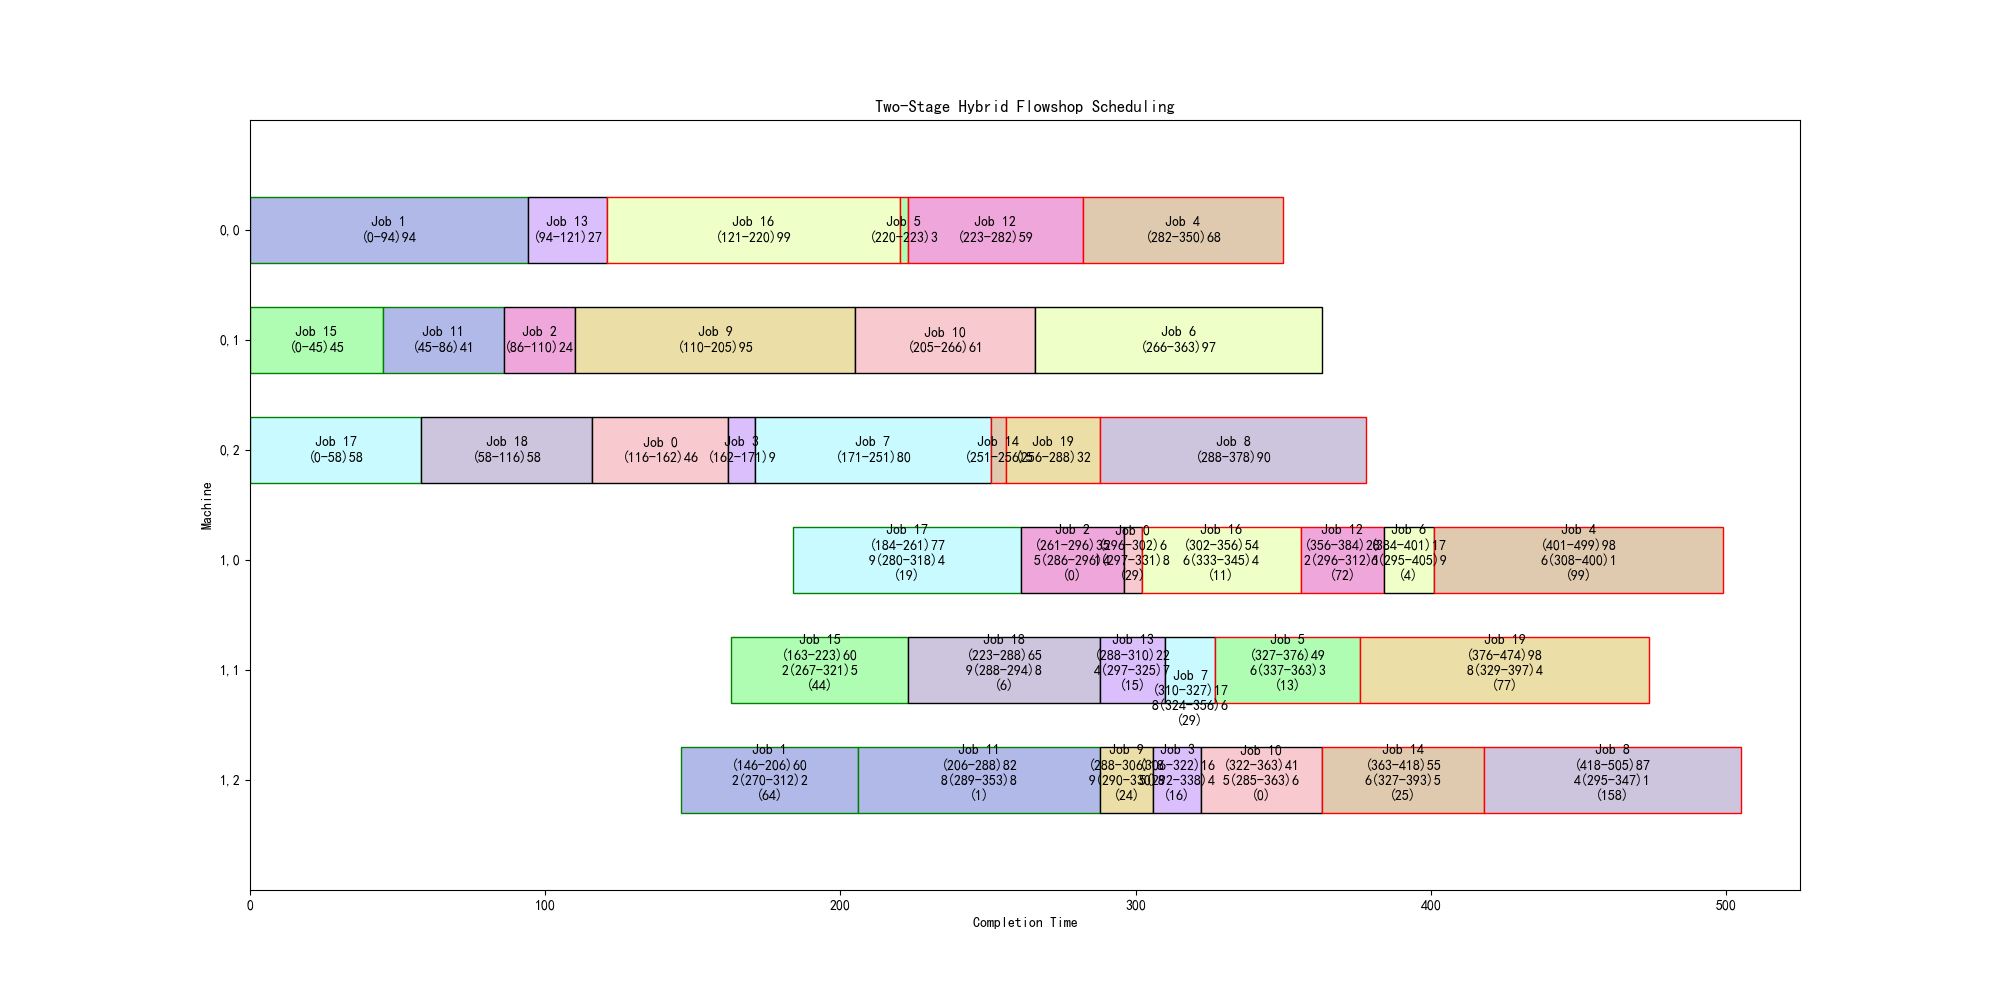 Two-Stage Hybrid Flowshop Scheduling
Machine
0,0
Job 1
(0-94)94
Job 13
(94-121)27
Job 16
(121-220)99
Job 5
(220-223)3
Job 12
(223-282)59
Job 4
(282-350)68
0,1
Job 15
(0-45)45
Job 11
(45-86)41
Job 2
(86-110)24
Job 9
(110-205)95
Job 10
(205-266)61
Job 6
(266-363)97
0,2
Job 17
(0-58)58
Job 18
(58-116)58
Job 0
(116-162)46
Job 3
(162-171)9
Job 7
(171-251)80
Job 14
(251-256)5
Job 19
(256-288)32
Job 8
(288-378)90
1,0
Job 17
(184-261)77
9(280-318)4
(19)
Job 2
(261-296)35
5(286-296)4
(0)
Job 0
(296-302)6
1(297-331)8
(29)
Job 16
(302-356)54
6(333-345)4
(11)
Job 12
(356-384)28
(72)
Job 6
(384-401)17
(4)
Job 4
(401-499)98
6(308-400)1
(99)
1,1
Job 15
(163-223)60
2(267-321)5
(44)
Job 18
(223-288)65
9(288-294)8
(6)
Job 13
(288-310)22
4(297-325)7
(15)
Job 7
(310-327)17
8(324-356)6
(29)
Job 5
(327-376)49
6(337-363)3
(13)
Job 19
(376-474)98
8(329-397)4
(77)
1,2
Job 1
(146-206)60
2(270-312)2
(64)
Job 11
(206-288)82
8(289-353)8
(1)
Job 9
(288-306)18
(24)
Job 3
(306-322)16
(16)
Job 10
(322-363)41
5(285-363)6
(0)
Job 14
(363-418)55
6(327-393)5
(25)
Job 8
(418-505)87
4(295-347)1
(158)
0
100
200
300
400
500
Completion Time